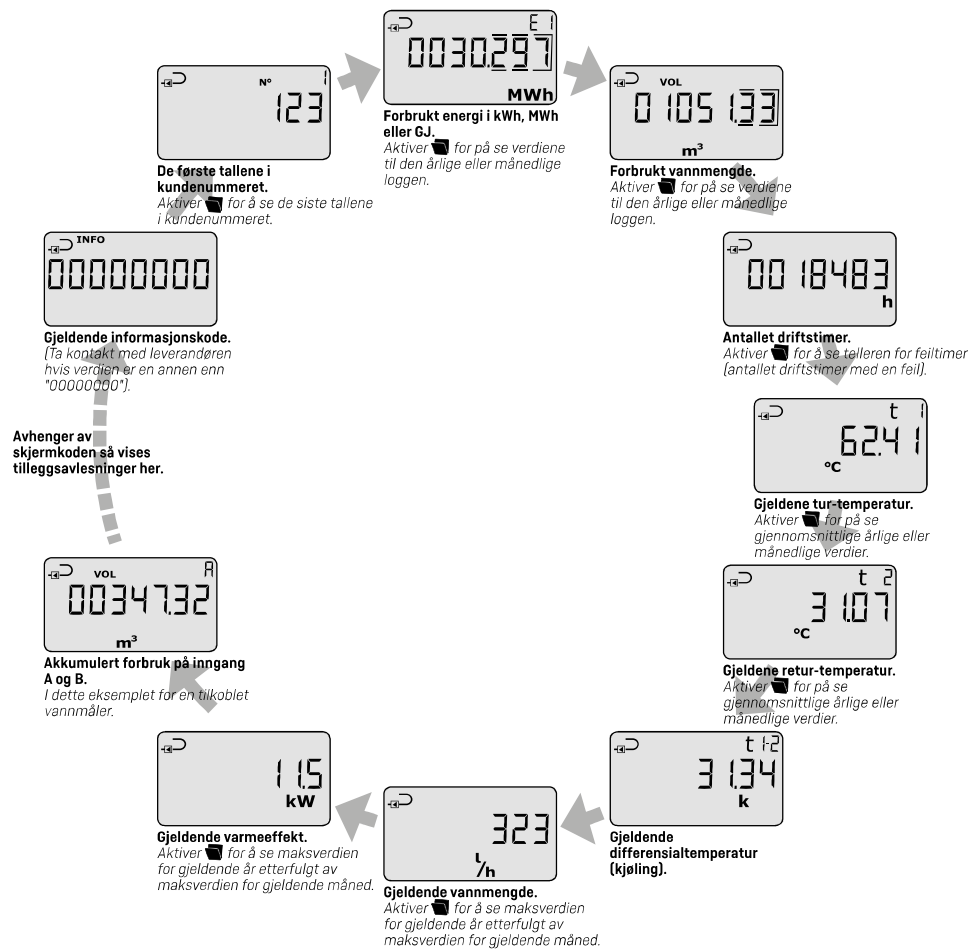 E 1
0030.297
MWh
Forbrukt energi i kWh, MWh
eller GJ.
Aktiver for på se verdiene
til den årlige eller månedlige
loggen.
VOL
01051.33
m³
Forbrukt vannmengde.
Aktiver for på se verdiene
til den årlige eller månedlige
loggen.
0018483
h
Antallet driftstimer.
Aktiver for å se telleren for feiltimer
(antallet driftstimer med en feil).
t 1
62.41
°C
Gjeldene tur-temperatur.
Aktiver for på se
gjennomsnittlige årlige eller
månedlige verdier.
t 2
31.07
°C
Gjeldene retur-temperatur.
Aktiver for på se
gjennomsnittlige årlige eller
månedlige verdier.
t 1-2
31.34
k
Gjeldende
differensialtemperatur
(kjøling).
323
l/h
Gjeldende vannmengde.
Aktiver for å se maksverdien
for gjeldende år etterfulgt av
maksverdien for gjeldende måned.
11.5
kW
Gjeldende varmeeffekt.
Aktiver for å se maksverdien
for gjeldende år etterfulgt av
maksverdien for gjeldende måned.
A
VOL
00347.32
m³
Akkumulert forbruk på inngang
A og B.
I dette eksemplet for en tilkoblet
vannmåler.
Avhenger av
skjermkoden så vises
tilleggsavlesninger her.
INFO
00000000
Gjeldende informasjonskode.
(Ta kontakt med leverandøren
hvis verdien er en annen enn
"00000000").
1
N°
123
De første tallene i
kundenummeret.
Aktiver for å se de siste tallene
i kundenummeret.